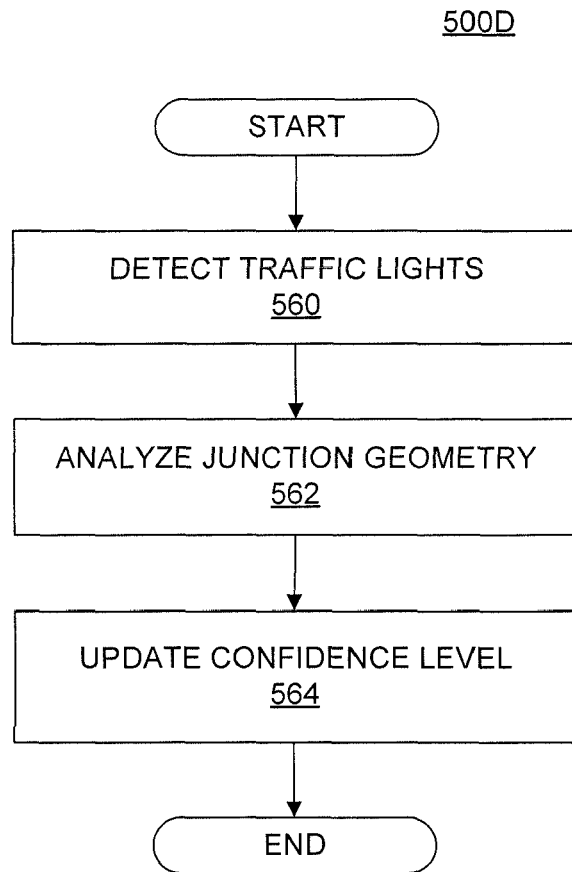 500D
START
DETECT TRAFFIC LIGHTS
560
ANALYZE JUNCTION GEOMETRY
562
UPDATE CONFIDENCE LEVEL
564
END